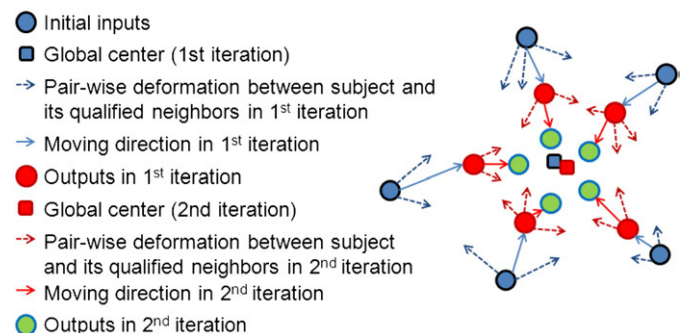 Initial inputs
Global center (1st iteration)
Pair-wise deformation between subject and
its qualified neighbors in 1st iteration
Moving direction in 1st iteration
Outputs in 1st iteration
Global center (2nd iteration)
Pair-wise deformation between subject
and its qualified neighbors in 2nd iteration
Moving direction in 2nd iteration
Outputs in 2nd iteration